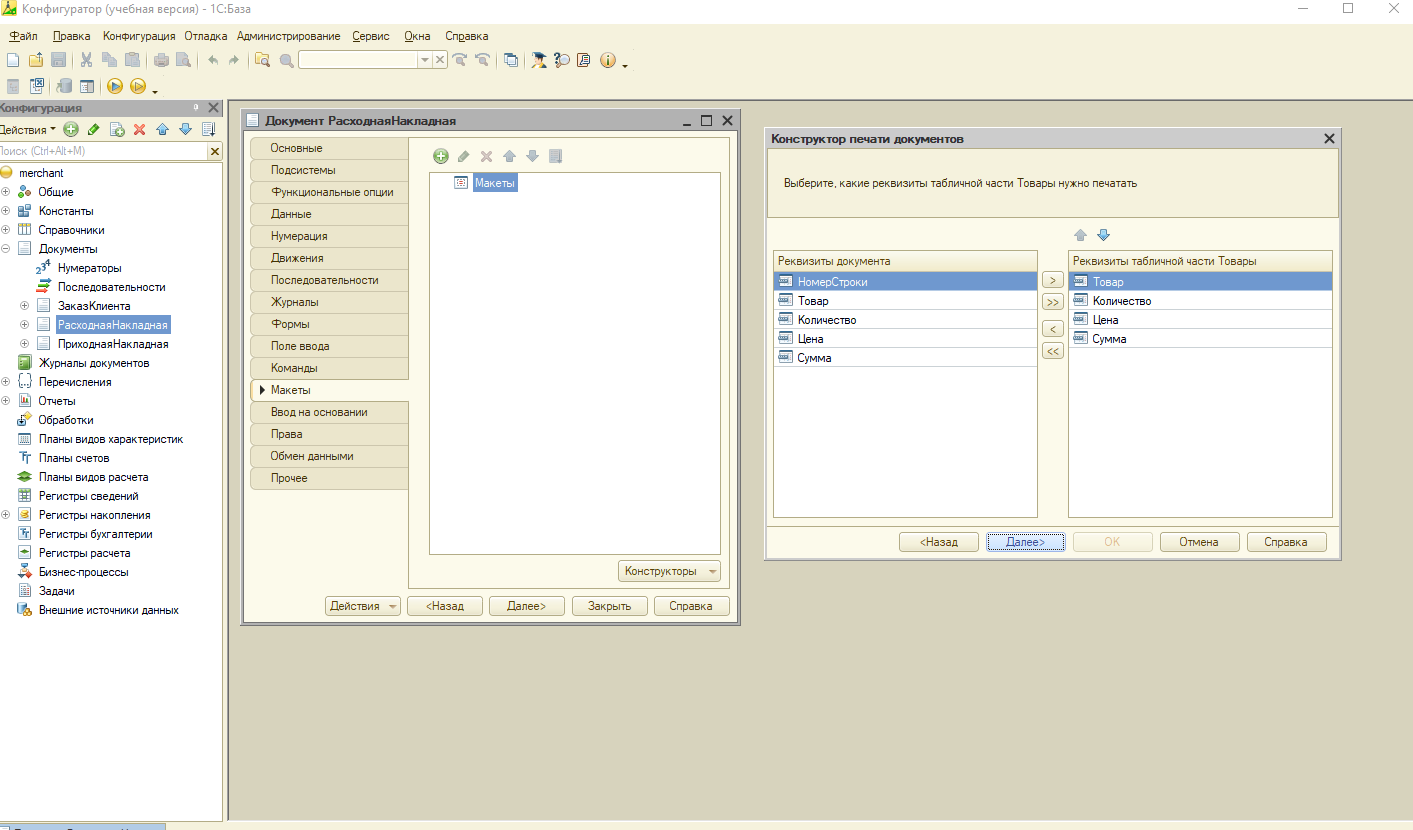 Конфигуратор (учебная версия) - 1С:База
Файл Правка Конфигурация Отладка Администрирование Сервис Окна Справка
Конфигурация
Действия
Поиск (Ctrl+Alt+M)
merchant
Общие
Константы
Справочники
Документы
Нумераторы
Последовательности
ЗаказКлиента
РасходнаяНакладная
ПриходнаяНакладная
Журналы документов
Перечисления
Отчеты
Обработки
Планы видов характеристик
Планы счетов
Планы видов расчета
Регистры сведений
Регистры накопления
Регистры бухгалтерии
Регистры расчета
Бизнес-процессы
Задачи
Внешние источники данных
Документ РасходнаяНакладная
Основные
Подсистемы
Функциональные опции
Данные
Нумерация
Движения
Последовательности
Журналы
Формы
Поле ввода
Команды
Макеты
Ввод на основании
Права
Обмен данными
Прочее
Макеты
Конструкторы
Действия <Назад Далее> Закрыть Справка
Конструктор печати документов
Выберите, какие реквизиты табличной части Товары нужно печатать
Реквизиты документа
НомерСтроки
Товар
Количество
Цена
Сумма
>
>>
<
<<
Реквизиты табличной части Товары
Товар
Количество
Цена
Сумма
<Назад Далее> ОК Отмена Справка